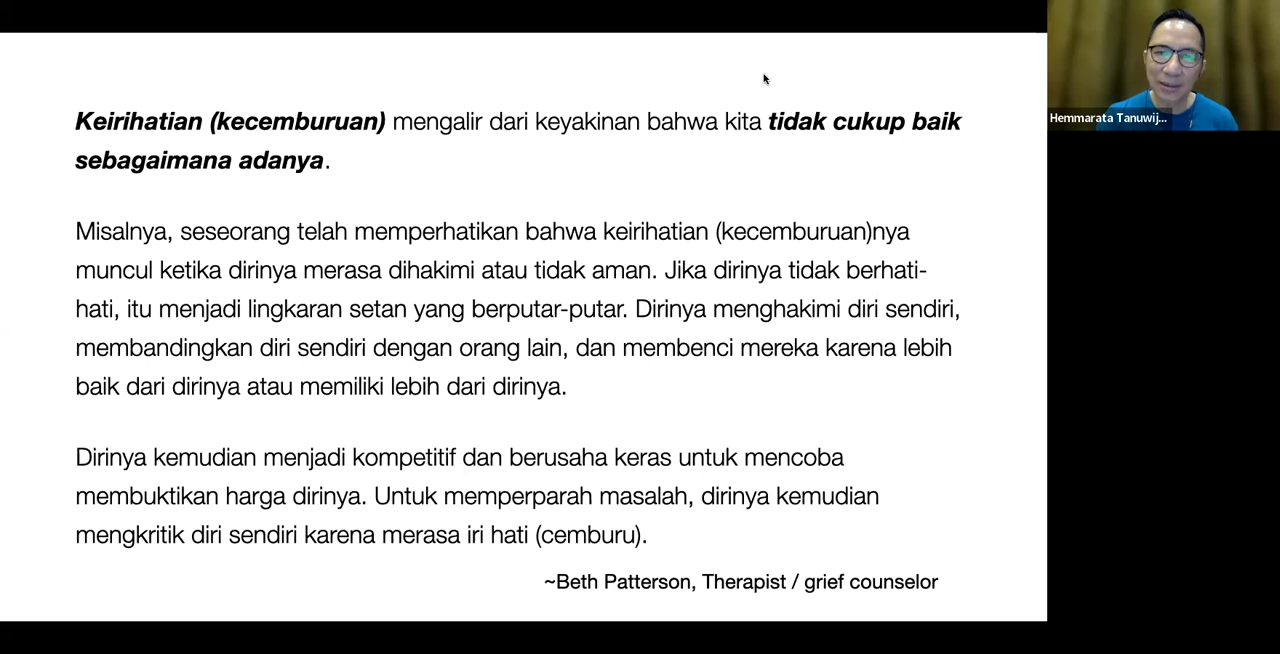 Keirihatian (kecemburuan) mengalir dari keyakinan bahwa kita tidak cukup baik
sebagaimana adanya.
Misalnya, seseorang telah memperhatikan bahwa keirihatian (kecemburuan)nya
muncul ketika dirinya merasa dihakimi atau tidak aman. Jika dirinya tidak berhati-
hati, itu menjadi lingkaran setan yang berputar-putar. Dirinya menghakimi diri sendiri,
membandingkan diri sendiri dengan orang lain, dan membenci mereka karena lebih
baik dari dirinya atau memiliki lebih dari dirinya.
Dirinya kemudian menjadi kompetitif dan berusaha keras untuk mencoba
membuktikan harga dirinya. Untuk memperparah masalah, dirinya kemudian
mengkritik diri sendiri karena merasa iri hati (cemburu).
~Beth Patterson, Therapist / grief counselor
Hemmarata Tanuwij...